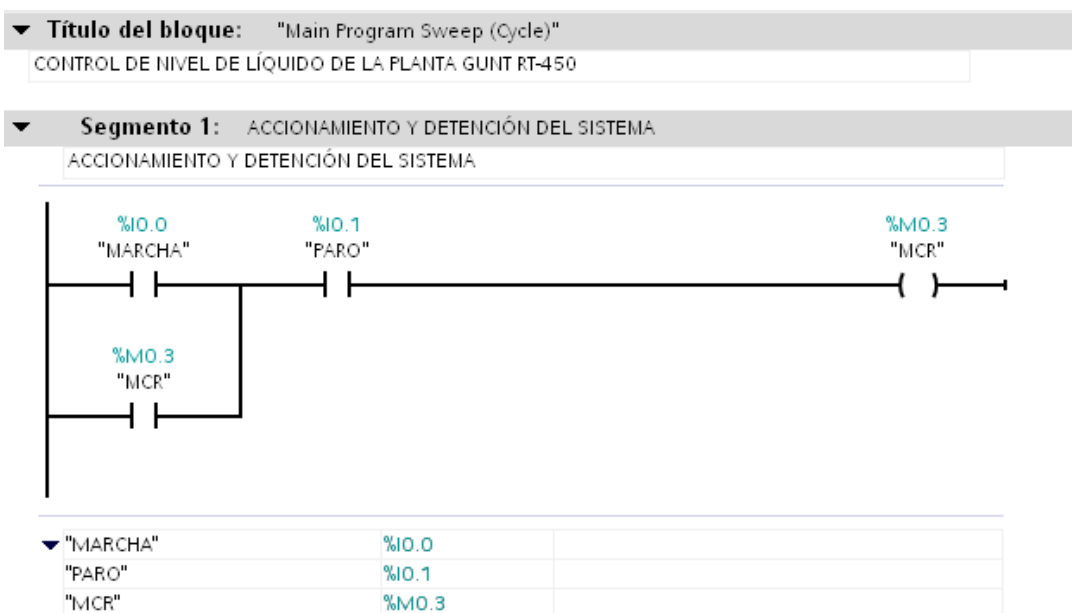 Título del bloque: "Main Program Sweep (Cycle)"
CONTROL DE NIVEL DE LÍQUIDO DE LA PLANTA GUNT RT-450
Segmento 1: ACCIONAMIENTO Y DETENCIÓN DEL SISTEMA
ACCIONAMIENTO Y DETENCIÓN DEL SISTEMA
%I0.0 %I0.1 %M0.3
"MARCHA" "PARO" "MCR"
%M0.3
"MCR"
"MARCHA" %I0.0
"PARO" %I0.1
"MCR" %M0.3